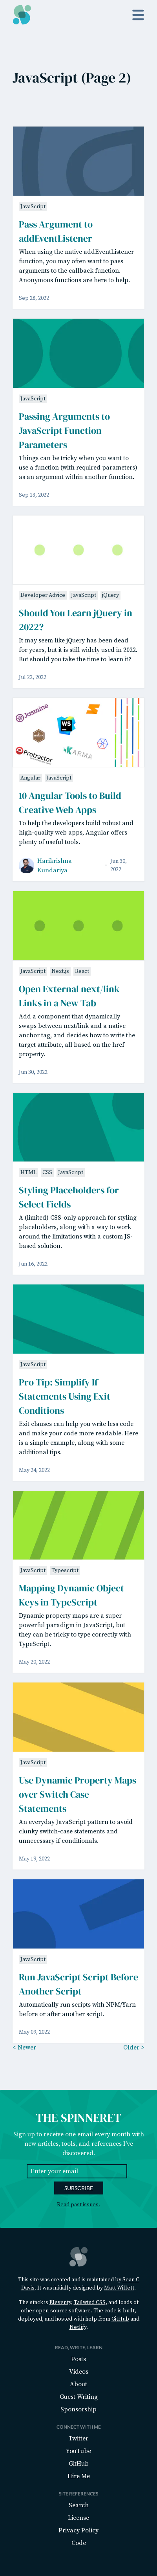 JavaScript (Page 2)
JavaScript
Pass Argument to
addEventListener
When using the native addEventListener
function, you may often want to pass
arguments to the callback function.
Anonymous functions are here to help.
Sep 28, 2022
JavaScript
Passing Arguments to
JavaScript Function
Parameters
Things can be tricky when you want to
use a function (with required parameters)
as an argument within another function.
Sep 13, 2022
Developer Advice JavaScript jQuery
Should You Learn jQuery in
2022?
It may seem like jQuery has been dead
for years, but it is still widely used in 2022.
But should you take the time to learn it?
Jul 22, 2022
Jasmine
WS
Protractor
KARMA
Angular JavaScript
10 Angular Tools to Build
Creative Web Apps
To help the developers build robust and
high-quality web apps, Angular offers
plenty of useful tools.
Harikrishna
Kundariya
Jun 30,
2022
JavaScript Next.js React
Open External next/link
Links in a New Tab
Add a component that dynamically
swaps between next/link and a native
anchor tag, and decides how to write the
target attribute, all based on the href
property.
Jun 30, 2022
HTML CSS JavaScript
Styling Placeholders for
Select Fields
A (limited) CSS-only approach for styling
placeholders, along with a way to work
around the limitations with a custom JS-
based solution.
Jun 16, 2022
JavaScript
Pro Tip: Simplify If
Statements Using Exit
Conditions
Exit clauses can help you write less code
and make your code more readable. Here
is a simple example, along with some
additional tips.
May 24, 2022
JavaScript Typescript
Mapping Dynamic Object
Keys in TypeScript
Dynamic property maps are a super
powerful paradigm in JavaScript, but
they can be tricky to type correctly with
TypeScript.
May 20, 2022
JavaScript
Use Dynamic Property Maps
over Switch Case
Statements
An everyday JavaScript pattern to avoid
clunky switch-case statements and
unnecessary if conditionals.
May 19, 2022
JavaScript
Run JavaScript Script Before
Another Script
Automatically run scripts with NPM/Yarn
before or after another script.
May 09, 2022
< Newer Older >
THE SPINNERET
Sign up to receive one email every month with
new articles, tools, and references I've
discovered.
Enter your email
SUBSCRIBE
Read past issues.
This site was created and is maintained by Sean C
Davis. It was initially designed by Matt Willett.
The stack is Eleventy, Tailwind CSS, and loads of
other open source software. The code is built,
deployed, and hosted with help from GitHub and
Netlify.
READ, WRITE, LEARN
Posts
Videos
About
Guest Writing
Sponsorship
CONNECT WITH ME
Twitter
YouTube
GitHub
Hire Me
SITE REFERENCES
Search
License
Privacy Policy
Code